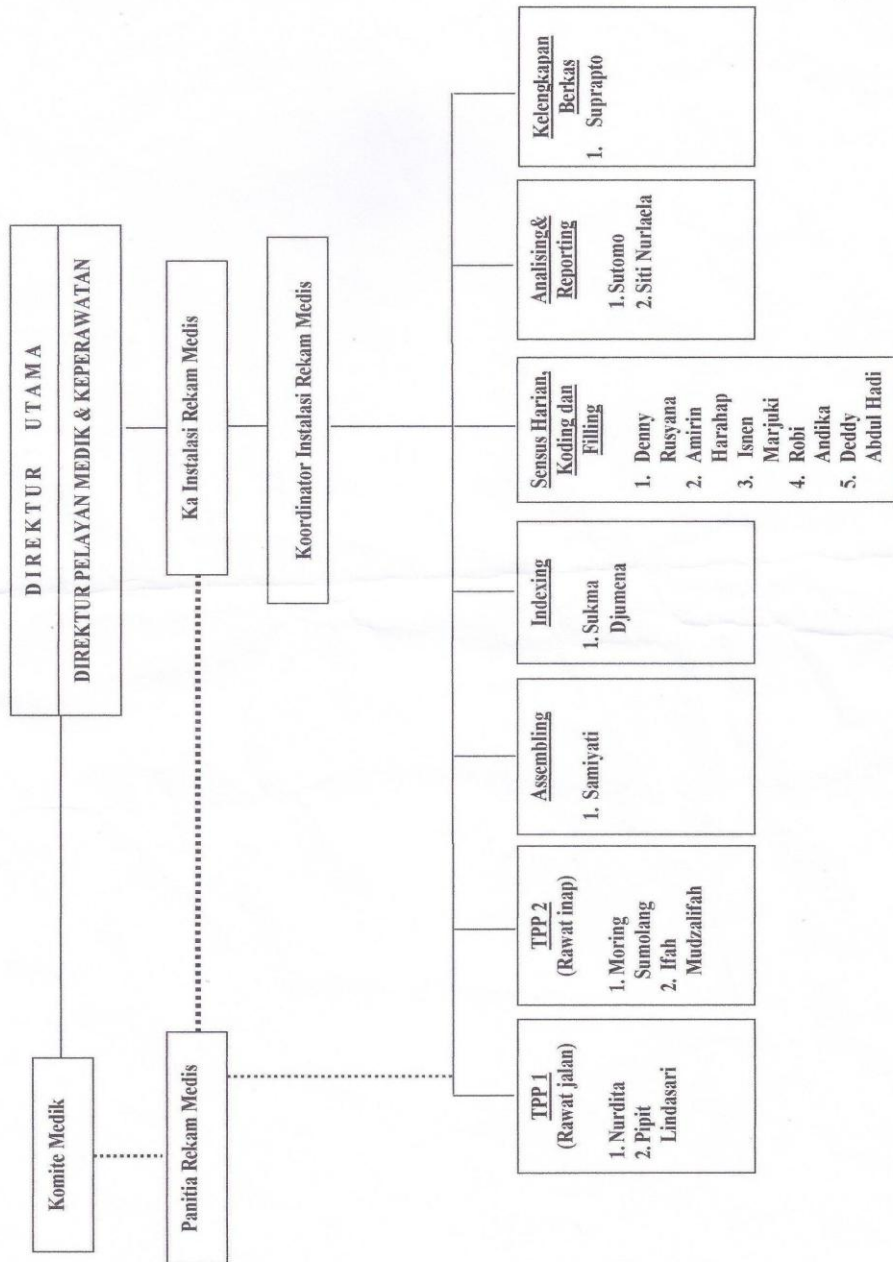 DIREKTUR UTAMA
DIREKTUR PELAYAN MEDIK & KEPERAWATAN
Komite Medik
Panitia Rekam Medis
Ka Instalasi Rekam Medis
Koordinator Instalasi Rekam Medis
TPP 1
(Rawat jalan)
1. Nurdita
2. Pipit
Lindasari
TPP 2
(Rawat inap)
1. Moring
Sumolang
2. Ifah
Mudzalifah
Assembling
1. Samiyati
Indexing
1. Sukma
Djumena
Sensus Harian,
Koding dan
Filling
1. Denny
Rusyana
2. Amirin
Harahap
3. Isnen
Marjuki
4. Robi
Andika
5. Deddy
Abdul Hadi
Analising&
Reporting
1. Sutomo
2. Siti Nurlaela
Kelengkapan
Berkas
1. Suprapto